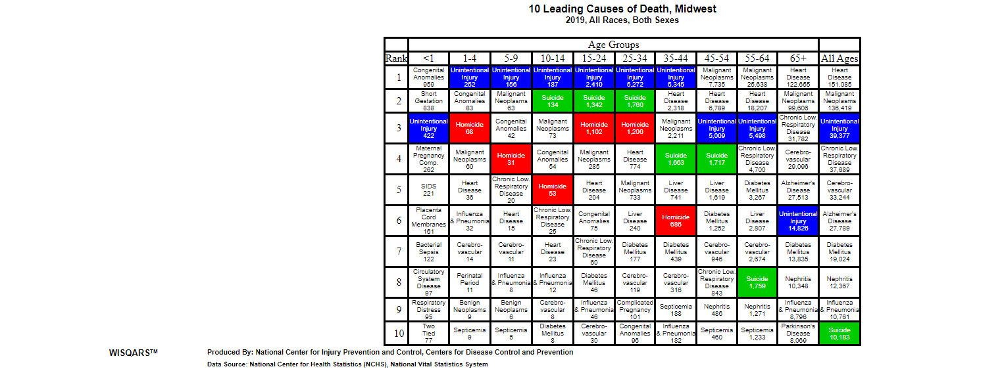 10 Leading Causes of Death, Midwest
2019, All Races, Both Sexes
Age Groups
Rank <1 1-4 5-9 10-14 15-24 25-34 35-44 45-54 55-64 65+ All Ages
1 Congenital Anomalies 959 Unintentional Injury 252 Unintentional Injury 156 Unintentional Injury 187 Unintentional Injury 2,410 Unintentional Injury 5,272 Unintentional Injury 5,345 Malignant Neoplasms 7,735 Malignant Neoplasms 25,638 Heart Disease 122,655 Heart Disease 151,085
2 Short Gestation 838 Congenital Anomalies 83 Malignant Neoplasms 63 Suicide 134 Suicide 1,342 Suicide 1,760 Heart Disease 2,318 Heart Disease 6,789 Heart Disease 18,207 Malignant Neoplasms 99,606 Malignant Neoplasms 136,419
3 Unintentional Injury 422 Homicide 68 Congenital Anomalies 42 Malignant Neoplasms 73 Homicide 1,102 Homicide 1,206 Malignant Neoplasms 2,211 Unintentional Injury 5,009 Unintentional Injury 5,498 Chronic Low. Respiratory Disease 31,782 Unintentional Injury 39,377
4 Maternal Pregnancy Comp. 262 Malignant Neoplasms 60 Homicide 31 Congenital Anomalies 54 Malignant Neoplasms 285 Heart Disease 774 Suicide 1,663 Suicide 1,717 Chronic Low. Respiratory Disease 4,700 Cerebro-vascular 29,096 Chronic Low. Respiratory Disease 37,689
5 SIDS 221 Heart Disease 36 Chronic Low. Respiratory Disease 20 Homicide 53 Heart Disease 204 Malignant Neoplasms 733 Liver Disease 741 Liver Disease 1,619 Diabetes Mellitus 3,267 Alzheimer's Disease 27,513 Cerebro-vascular 33,244
6 Placenta Cord Membranes 161 Influenza & Pneumonia 32 Heart Disease 15 Chronic Low. Respiratory Disease 25 Congenital Anomalies 75 Liver Disease 240 Homicide 686 Diabetes Mellitus 1,252 Liver Disease 2,807 Unintentional Injury 14,826 Alzheimer's Disease 27,789
7 Bacterial Sepsis 122 Cerebro-vascular 14 Cerebro-vascular 11 Heart Disease 23 Chronic Low. Respiratory Disease 60 Diabetes Mellitus 177 Diabetes Mellitus 439 Cerebro-vascular 946 Cerebro-vascular 2,674 Diabetes Mellitus 13,835 Diabetes Mellitus 19,024
8 Circulatory System Disease 97 Perinatal Period 11 Influenza & Pneumonia 8 Influenza & Pneumonia 12 Diabetes Mellitus 46 Cerebro-vascular 119 Cerebro-vascular 316 Chronic Low. Respiratory Disease 843 Suicide 1,759 Nephritis 10,348 Nephritis 12,367
9 Respiratory Distress 95 Benign Neoplasms 9 Benign Neoplasms 6 Cerebro-vascular 8 Influenza & Pneumonia 46 Complicated Pregnancy 101 Septicemia 188 Nephritis 486 Nephritis 1,271 Influenza & Pneumonia 8,796 Influenza & Pneumonia 10,761
10 Two Tied 77 Septicemia 9 Septicemia 5 Diabetes Mellitus 8 Cerebro-vascular 30 Congenital Anomalies 96 Influenza & Pneumonia 182 Septicemia 460 Septicemia 1,233 Parkinson's Disease 8,069 Suicide 10,183
WISQARS™ Produced By: National Center for Injury Prevention and Control, Centers for Disease Control and Prevention
Data Source: National Center for Health Statistics (NCHS), National Vital Statistics System